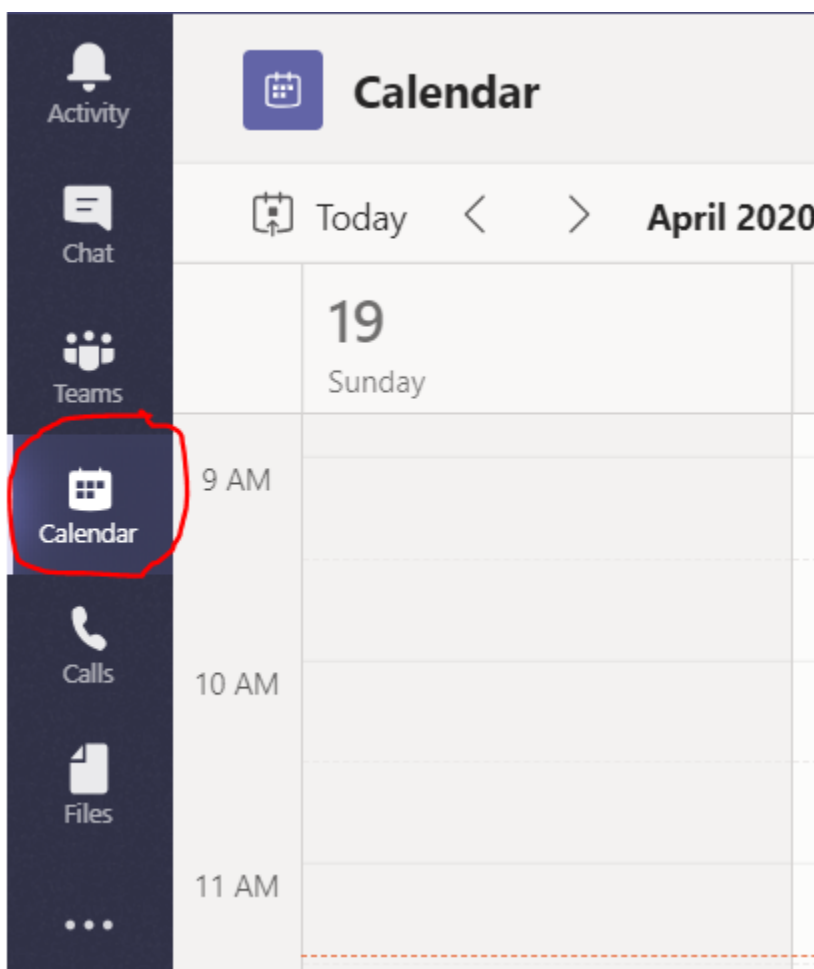 Activity
Chat
Teams
Calendar
Calls
Files
Calendar
Today
April 2020
19
Sunday
9 AM
10 AM
11 AM